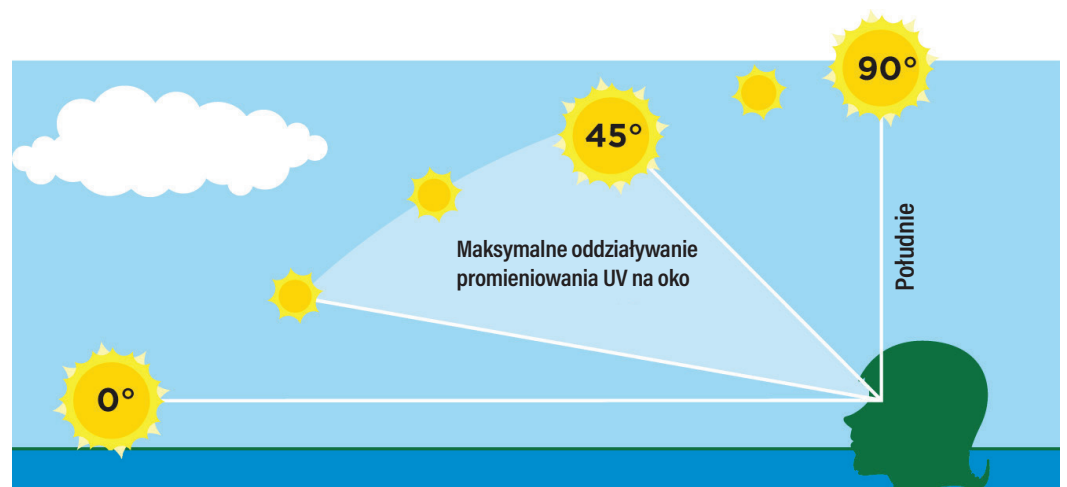 90°
45°
Maksymalne oddziaływanie
promieniowania UV na oko
Południe
0°